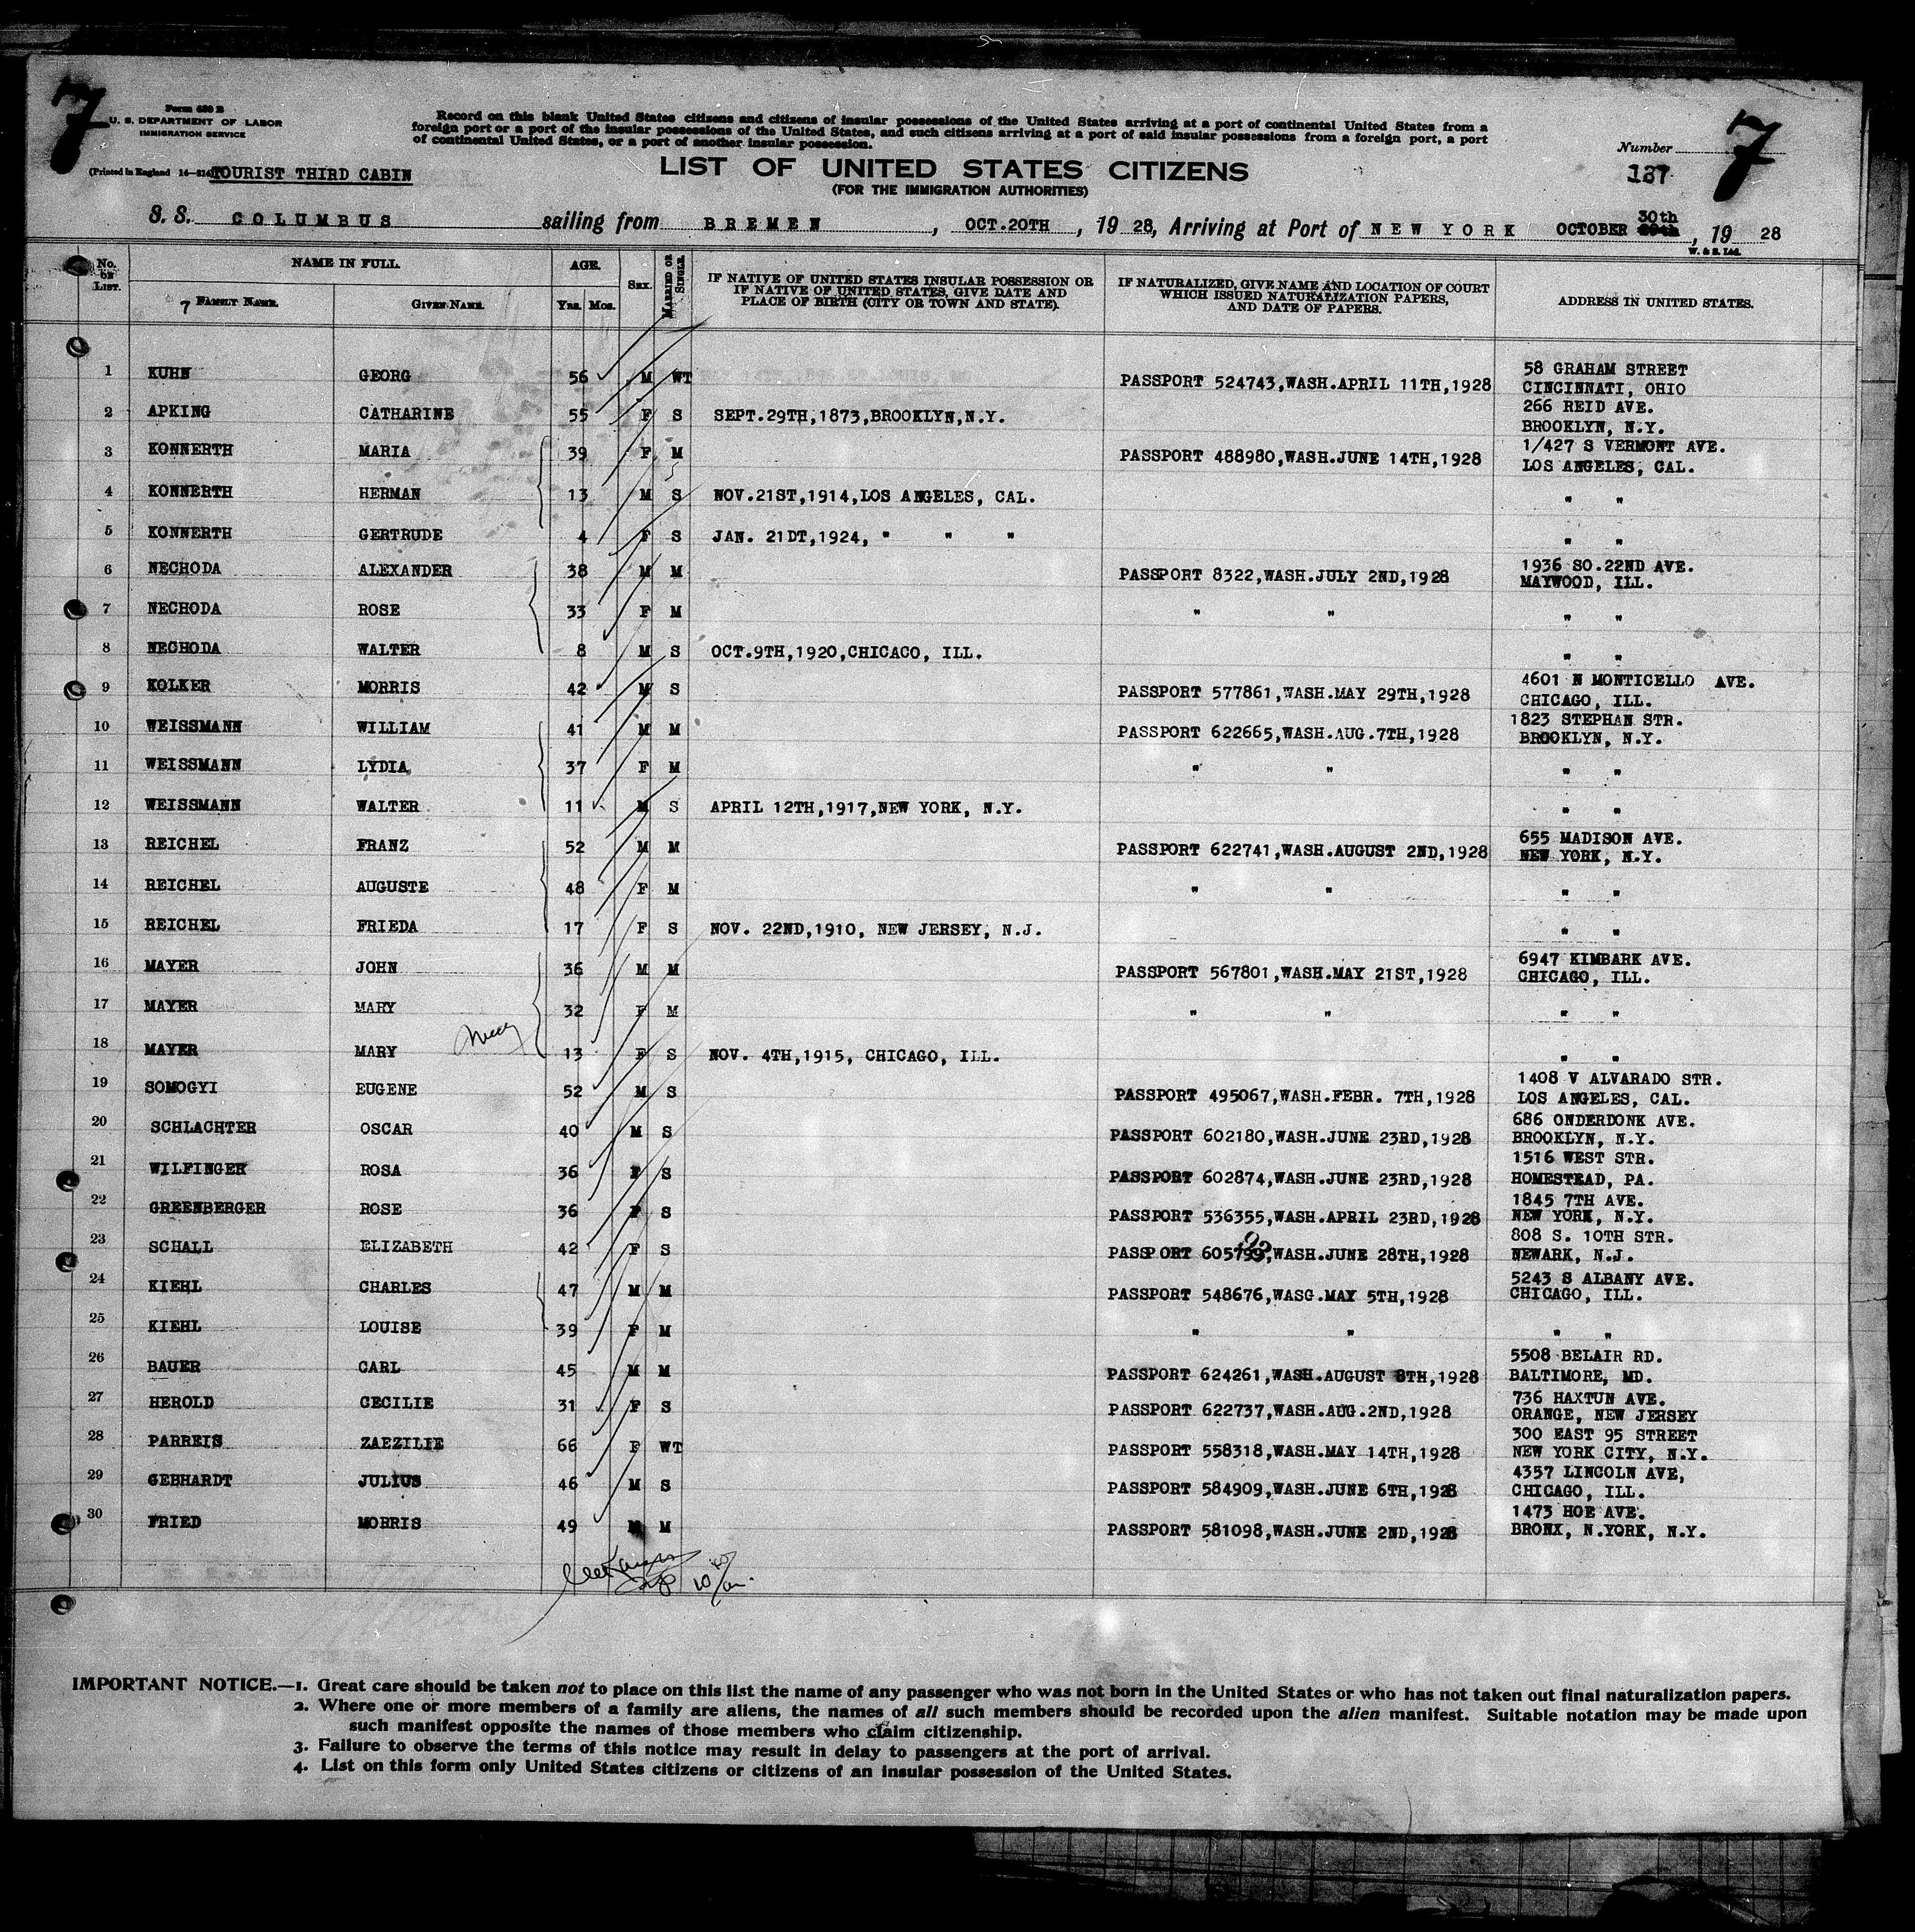 7
7
Form 630 B
U. S. DEPARTMENT OF LABOR
IMMIGRATION SERVICE
(Printed in England 14—214) TOURIST THIRD CABIN
Record on this blank United States citizens and citizens of insular possessions of the United States arriving at a port of continental United States from a
foreign port or a port of the insular possessions of the United States, and such citizens arriving at a port of said insular possessions from a foreign port, a port
of continental United States, or a port of another insular possession.
LIST OF UNITED STATES CITIZENS
(FOR THE IMMIGRATION AUTHORITIES)
Number
137
S. S. COLUMBUS sailing from BREMEN, OCT.20TH, 1928, Arriving at Port of NEW YORK OCTOBER 30th, 1928
W. & S. Ltd.
No. on List. NAME IN FULL. AGE. Sex. Married or Single. IF NATIVE OF UNITED STATES INSULAR POSSESSION OR IF NATIVE OF UNITED STATES, GIVE DATE AND PLACE OF BIRTH (CITY OR TOWN AND STATE). IF NATURALIZED, GIVE NAME AND LOCATION OF COURT WHICH ISSUED NATURALIZATION PAPERS, AND DATE OF PAPERS. ADDRESS IN UNITED STATES.
7 Family Name. Given Name. Yrs. Mos.
1 KUHN GEORG 56 M WT PASSPORT 524743,WASH.APRIL 11TH,1928 58 GRAHAM STREET
CINCINNATI, OHIO
2 APKING CATHARINE 55 F S SEPT.29TH,1873,BROOKLYN,N.Y. 266 REID AVE.
BROOKLYN, N.Y.
3 KONNERTH MARIA 39 F M PASSPORT 488980,WASH.JUNE 14TH,1928 1/427 S VERMONT AVE.
LOS ANGELES, CAL.
4 KONNERTH HERMAN 13 M S NOV.21ST,1914,LOS ANGELES, CAL. " "
5 KONNERTH GERTRUDE 4 F S JAN. 21DT,1924, " " " " "
6 NECHODA ALEXANDER 38 M M PASSPORT 8322,WASH.JULY 2ND,1928 1936 SO.22ND AVE.
MAYWOOD, ILL.
7 NECHODA ROSE 33 F M " " " "
8 NECHODA WALTER 8 M S OCT.9TH,1920,CHICACO, ILL. " "
9 KOLKER MORRIS 42 M S PASSPORT 577861,WASH.MAY 29TH,1928 4601 N MONTICELLO AVE.
CHICAGO, ILL.
10 WEISSMANN WILLIAM 41 M M PASSPORT 622665,WASH.AUG.7TH,1928 1823 STEPHAN STR.
BROOKLYN, N.Y.
11 WEISSMANN LYDIA 37 F M " " " "
12 WEISSMANN WALTER 11 M S APRIL 12TH,1917,NEW YORK, N.Y. " "
13 REICHEL FRANZ 52 M M PASSPORT 622741,WASH.AUGUST 2ND,1928 655 MADISON AVE.
NEW YORK, N.Y.
14 REICHEL AUGUSTE 48 F M " " " "
15 REICHEL FRIEDA 17 F S NOV. 22ND,1910, NEW JERSEY, N.J. " "
16 MAYER JOHN 36 M M PASSPORT 567801,WASH.MAY 21ST,1928 6947 KIMBARK AVE.
CHICAGO, ILL.
17 MAYER MARY 32 F M " " " "
18 MAYER MARY 13 F S NOV. 4TH,1915, CHICAGO, ILL. " "
19 SOMOGYI EUGENE 52 M S PASSPORT 495067,WASH.FEBR. 7TH,1928 1408 V ALVARADO STR.
LOS ANGELES, CAL.
20 SCHLACHTER OSCAR 40 M S PASSPORT 602180,WASH.JUNE 23RD,1928 686 ONDERDONK AVE.
BROOKLYN, N.Y.
21 WILFINGER ROSA 36 F S PASSPORT 602874,WASH.JUNE 23RD,1928 1516 WEST STR.
HOMESTEAD, PA.
22 GREENBERGER ROSE 36 F S PASSPORT 536355,WASH.APRIL 23RD,1928 1845 7TH AVE.
NEW YORK, N.Y.
23 SCHALL ELIZABETH 42 F S PASSPORT 605799,WASH.JUNE 28TH,1928 808 S. 10TH STR.
NEWARK, N.J.
24 KIEHL CHARLES 47 M M PASSPORT 548676,WASG.MAY 5TH,1928 5243 S ALBANY AVE.
CHICAGO, ILL.
25 KIEHL LOUISE 39 F M " " " "
26 BAUER CARL 45 M M PASSPORT 624261,WASH.AUGUST 8TH,1928 5508 BELAIR RD.
BALTIMORE, MD.
27 HEROLD CECILIE 31 F S PASSPORT 622737,WASH.AUG.2ND,1928 736 HAXTUN AVE.
ORANGE, NEW JERSEY
28 PARREIS ZAEZILIE 66 F WT PASSPORT 558318,WASH.MAY 14TH,1928 300 EAST 95 STREET
NEW YORK CITY, N.Y.
29 GEBHARDT JULIUS 46 M S PASSPORT 584909,WASH.JUNE 6TH,1928 4357 LINCOLN AVE,
CHICAGO, ILL.
30 FRIED MORRIS 49 M M PASSPORT 581098,WASH.JUNE 2ND,1928 1473 HOE AVE.
BRONX, N.YORK, N.Y.
IMPORTANT NOTICE.—1. Great care should be taken not to place on this list the name of any passenger who was not born in the United States or who has not taken out final naturalization papers.
2. Where one or more members of a family are aliens, the names of all such members should be recorded upon the alien manifest. Suitable notation may be made upon
such manifest opposite the names of those members who claim citizenship.
3. Failure to observe the terms of this notice may result in delay to passengers at the port of arrival.
4. List on this form only United States citizens or citizens of an insular possession of the United States.